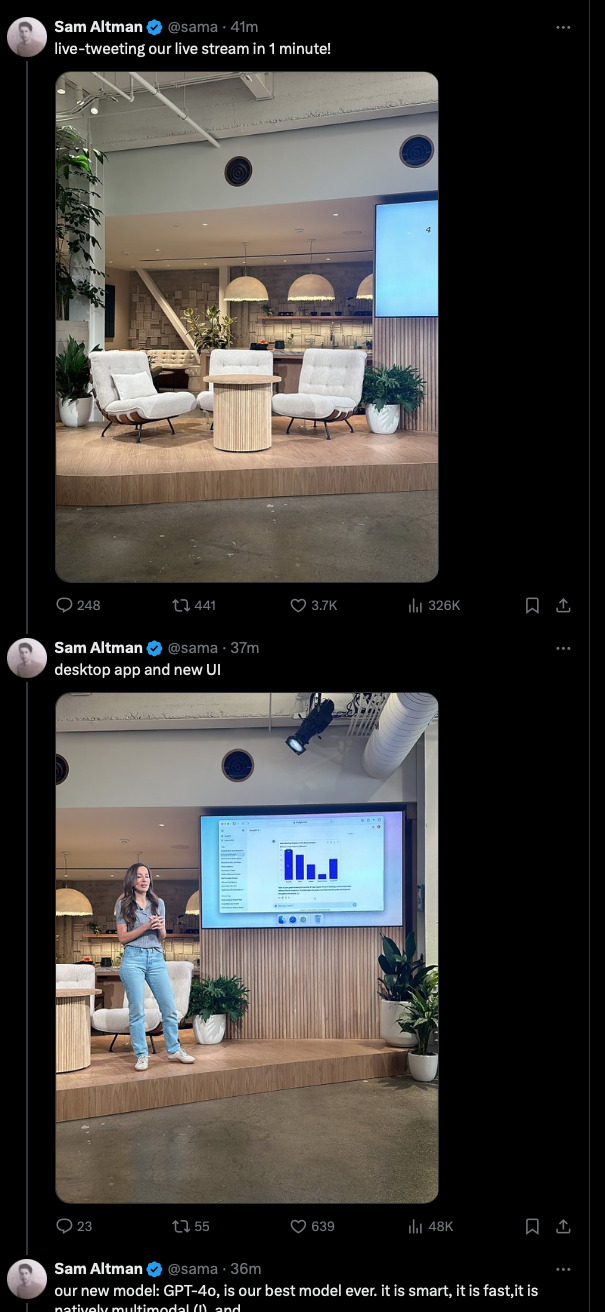 Sam Altman @sama · 41m
live-tweeting our live stream in 1 minute!
4
248 441 3.7K 326K
Sam Altman @sama · 37m
desktop app and new UI
23 55 639 48K
Sam Altman @sama · 36m
our new model: GPT-4o, is our best model ever. it is smart, it is fast,it is
natively multimodal (!), and